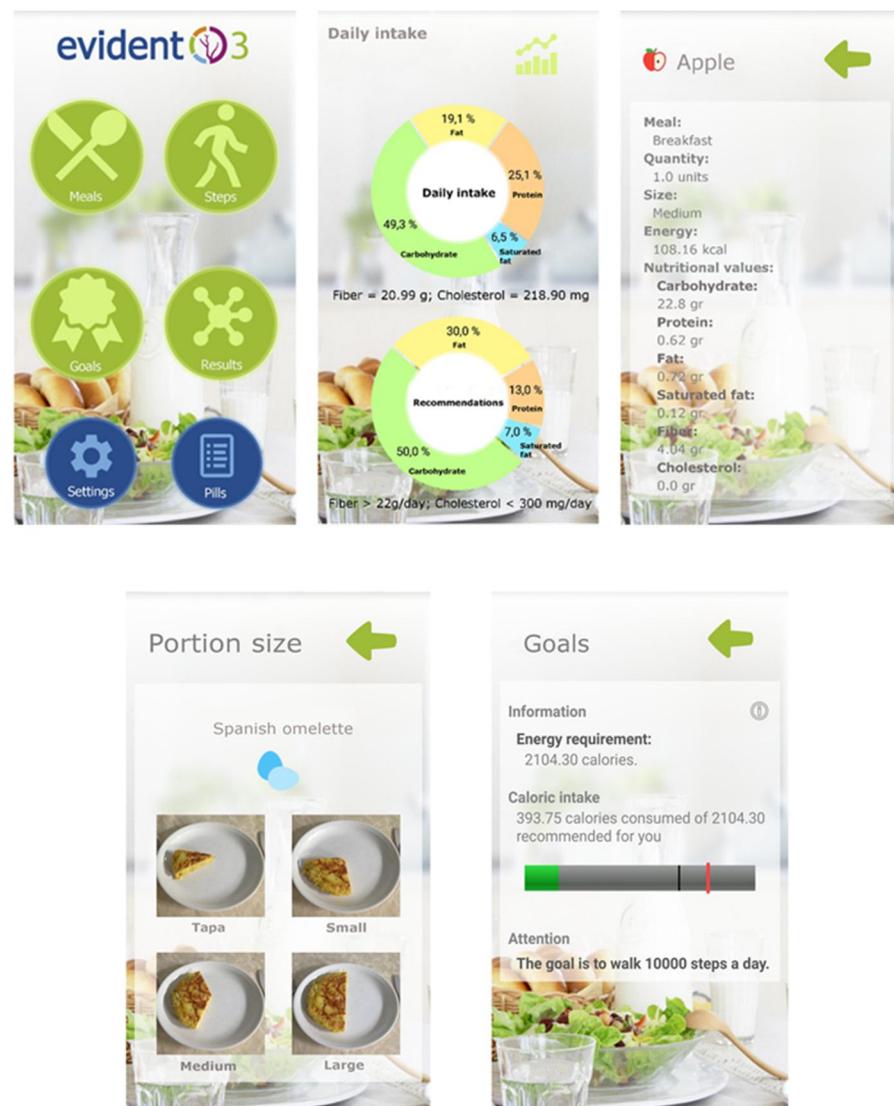 evident 3
Meals
Steps
Goals
Results
Settings
Pills
Daily intake
19,1 %
Fat
25,1 %
Protein
Daily intake
49,3 %
6,5 %
Carbohydrate
Saturated
fat
Fiber = 20.99 g; Cholesterol = 218.90 mg
30,0 %
Fat
13,0 %
Recommendations
Protein
7,0 %
50,0 %
Saturated
fat
Carbohydrate
Fiber > 22g/day; Cholesterol < 300 mg/day
Apple
Meal:
Breakfast
Quantity:
1.0 units
Size:
Medium
Energy:
108.16 kcal
Nutritional values:
Carbohydrate:
22.8 gr
Protein:
0.62 gr
Fat:
0.72 gr
Saturated fat:
0.12 gr
Fiber:
4.04 gr
Cholesterol:
0.0 gr
Portion size
Spanish omelette
Tapa
Small
Medium
Large
Goals
Information
Energy requirement:
2104.30 calories.
Caloric intake
393.75 calories consumed of 2104.30
recommended for you
Attention
The goal is to walk 10000 steps a day.